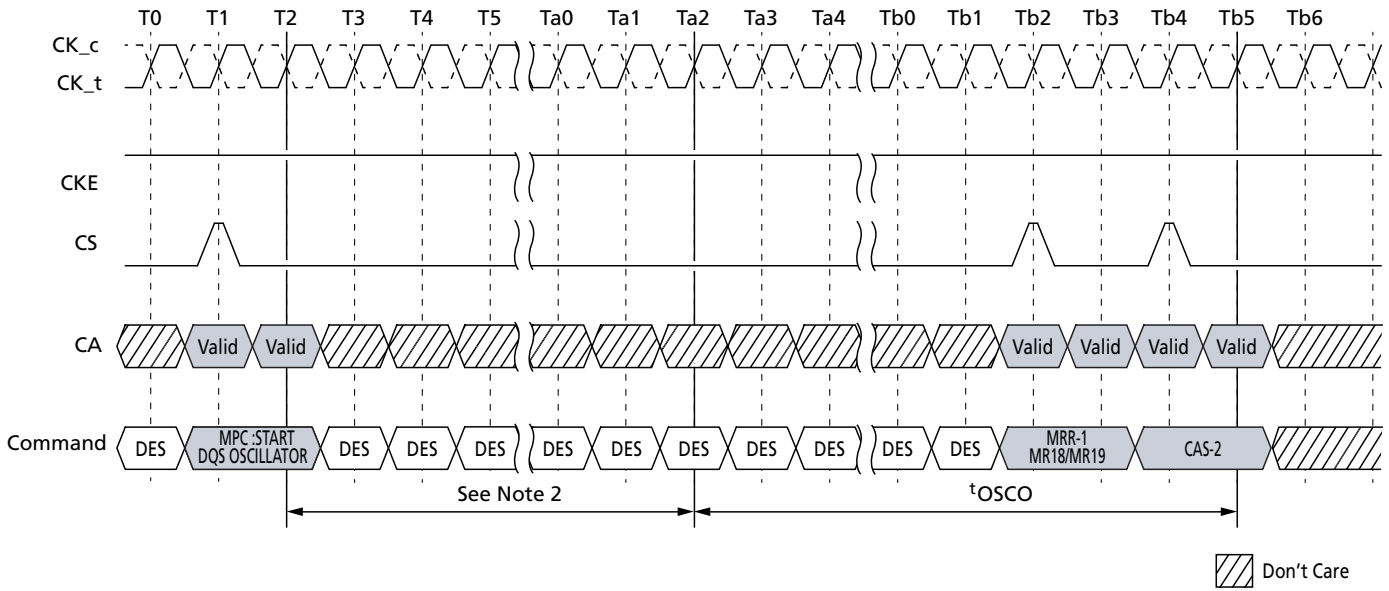 T0 T1 T2 T3 T4 T5 Ta0 Ta1 Ta2 Ta3 Ta4 Tb0 Tb1 Tb2 Tb3 Tb4 Tb5 Tb6
CK_c
CK_t
CKE
CS
CA Valid Valid Valid Valid Valid Valid
Command DES MPC :START DES DES DES DES DES DES DES DES DES DES MRR-1 CAS-2
DQS OSCILLATOR MR18/MR19
See Note 2 tOSCO
Don't Care